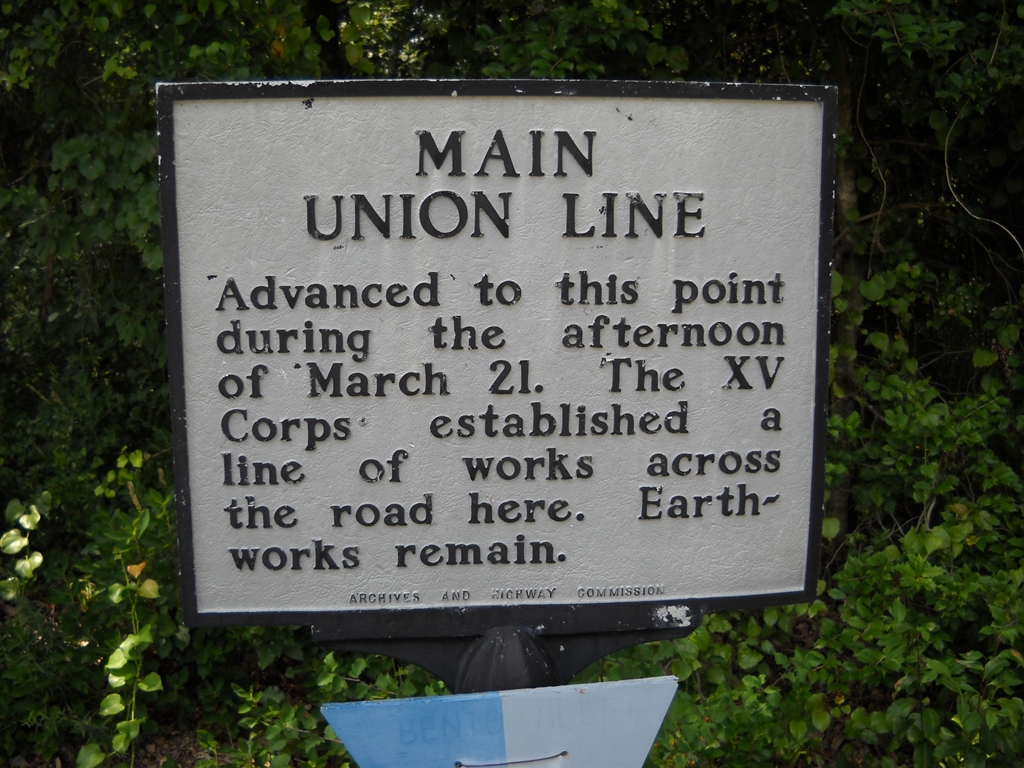 MAIN
UNION LINE
Advanced to this point
during the afternoon
of March 21. The XV
Corps established a
line of works across
the road here. Earth-
works remain.
ARCHIVES AND HIGHWAY COMMISSION